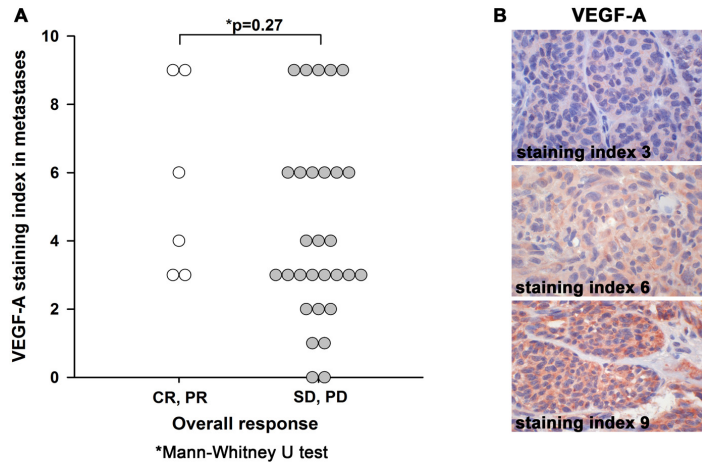 A
*p=0.27
10
8
6
4
2
0
VEGF-A staining index in metastases
CR, PR
SD, PD
Overall response
*Mann-Whitney U test
B
VEGF-A
staining index 3
staining index 6
staining index 9